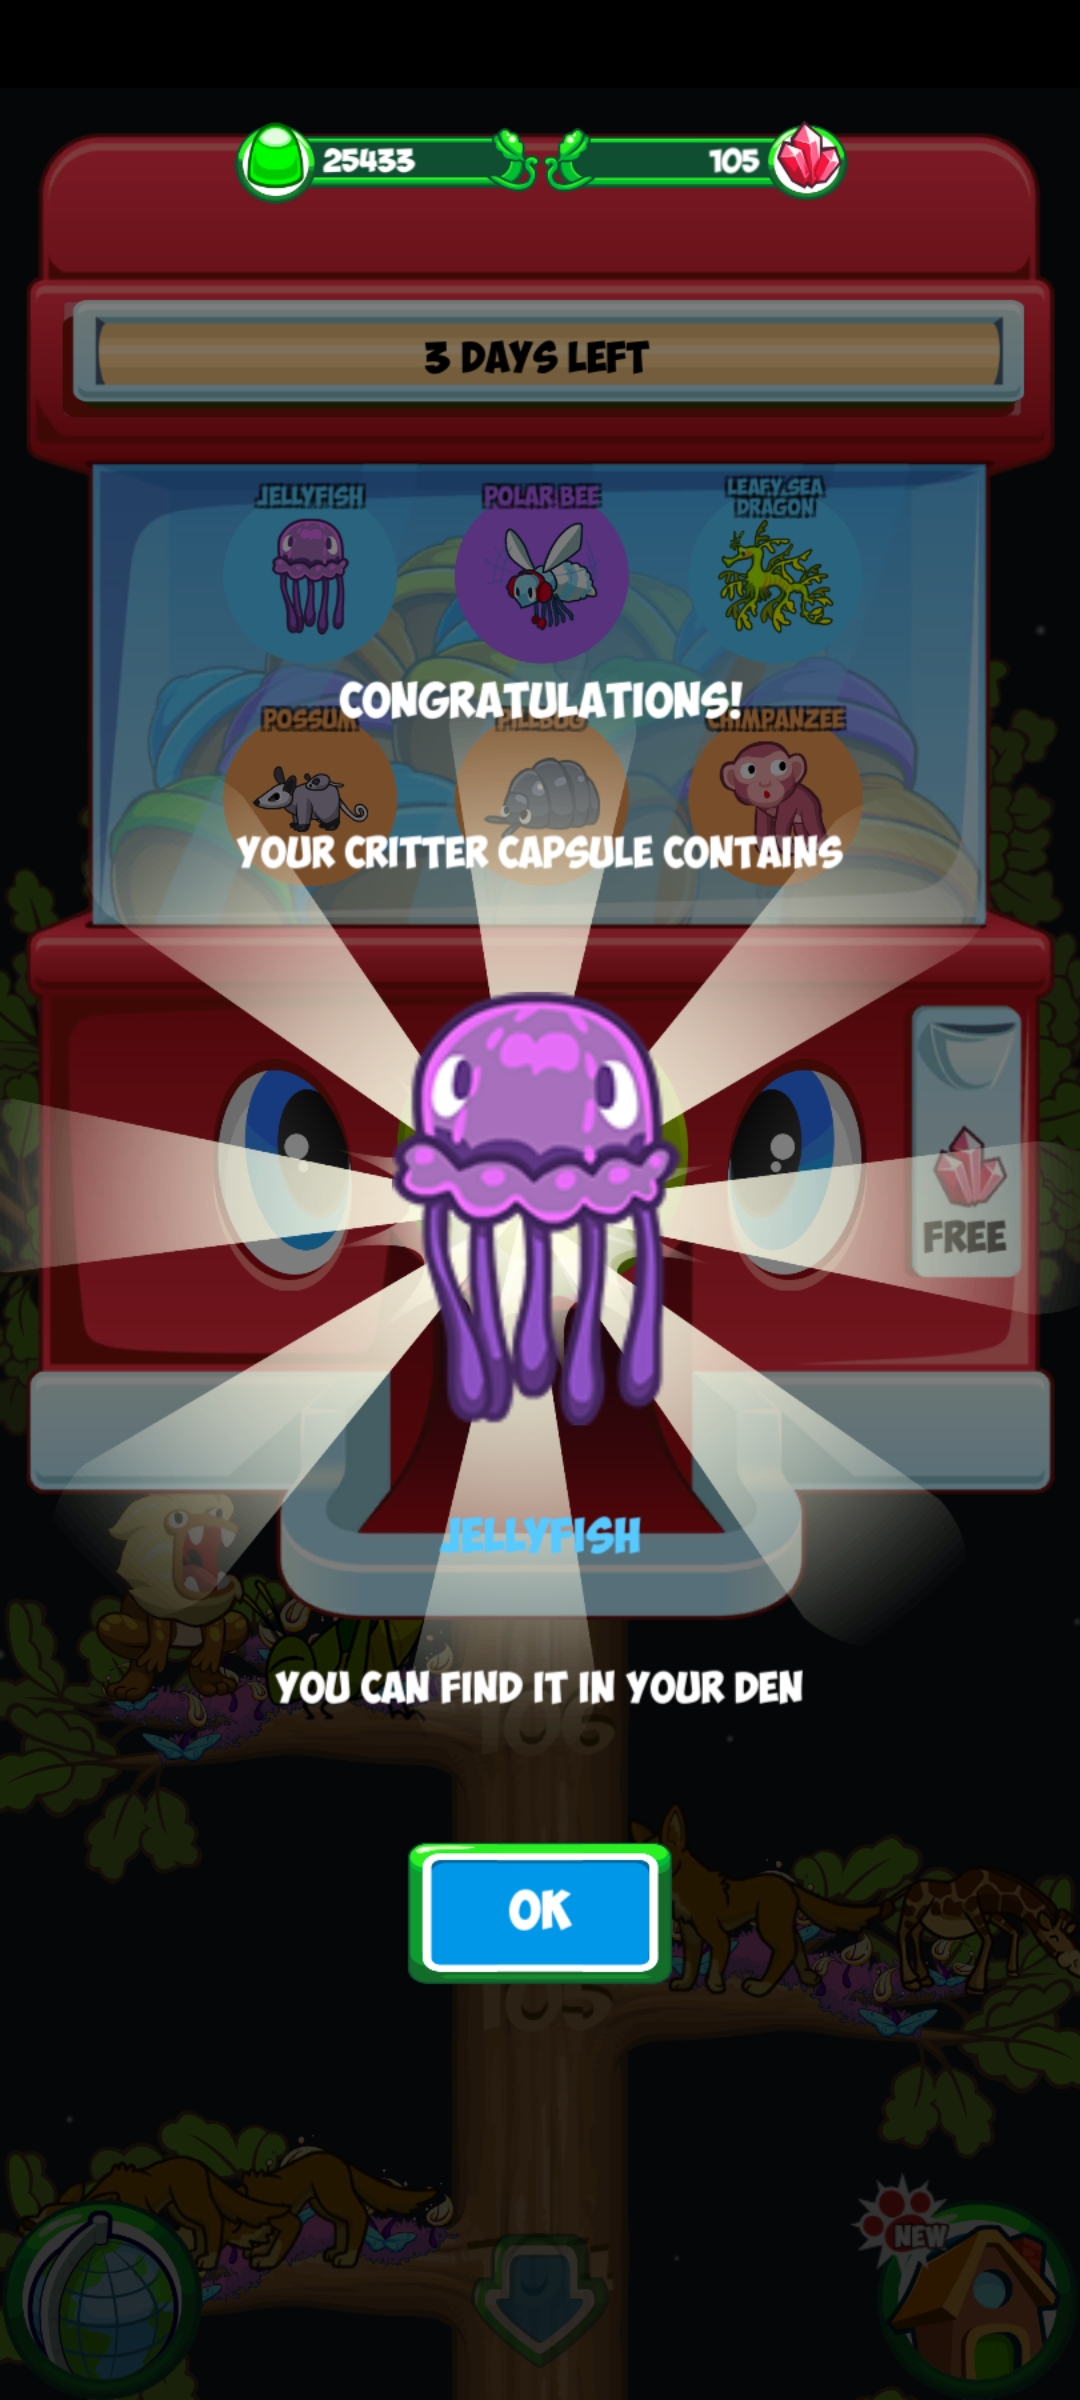 25433
105
3 DAYS LEFT
JELLYFISH
POLAR BEE
LEAFY SEA
DRAGON
CONGRATULATIONS!
POSSUM
PILLBUG
CHIMPANZEE
YOUR CRITTER CAPSULE CONTAINS
FREE
JELLYFISH
YOU CAN FIND IT IN YOUR DEN
106
OK
105
NEW